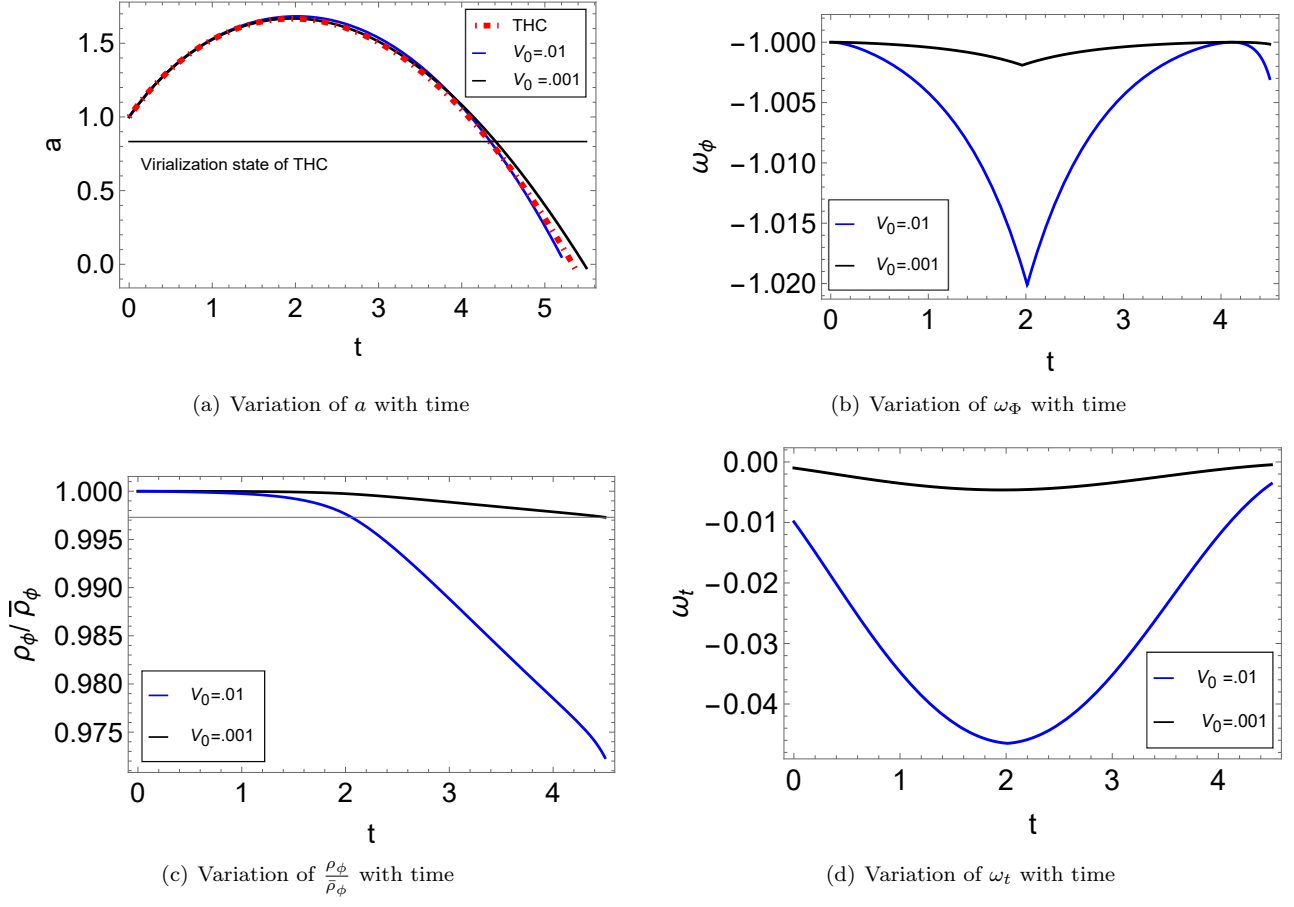 THC
V₀=.01
V₀ =.001
Virialization state of THC
1.5
1.0
0.5
0.0
a
0 1 2 3 4 5
t
(a) Variation of a with time
−1.000
−1.005
−1.010
−1.015
−1.020
ωϕ
V₀=.01
V₀=.001
0 1 2 3 4
t
(b) Variation of ω_Φ with time
1.000
0.995
0.990
0.985
0.980
0.975
ρϕ/ρ̅ϕ
V₀=.01
V₀=.001
0 1 2 3 4
t
(c) Variation of ρϕ/ρ̄ϕ with time
0.00
−0.01
−0.02
−0.03
−0.04
ωₜ
V₀ =.01
V₀=.001
0 1 2 3 4
t
(d) Variation of ωₜ with time